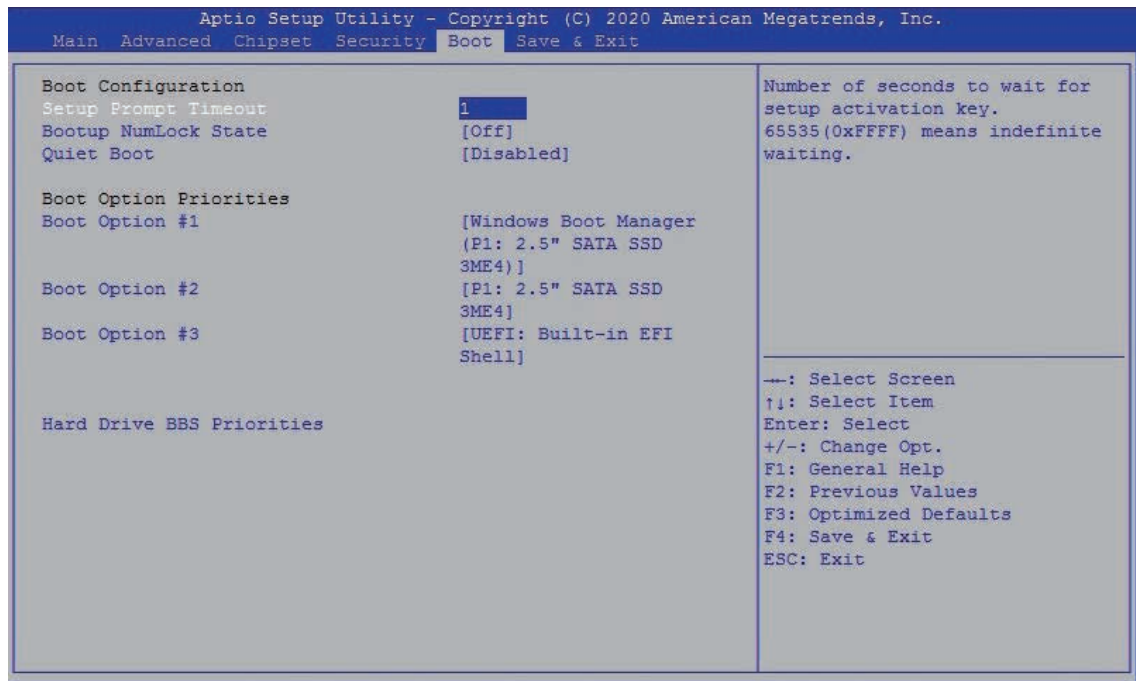 Aptio Setup Utility - Copyright (C) 2020 American Megatrends, Inc.
Main Advanced Chipset Security Boot Save & Exit
Boot Configuration
Setup Prompt Timeout 1
Bootup NumLock State [Off]
Quiet Boot [Disabled]
Boot Option Priorities
Boot Option #1 [Windows Boot Manager
(P1: 2.5" SATA SSD
3ME4)]
Boot Option #2 [P1: 2.5" SATA SSD
3ME4]
Boot Option #3 [UEFI: Built-in EFI
Shell]
Hard Drive BBS Priorities
Number of seconds to wait for
setup activation key.
65535(0xFFFF) means indefinite
waiting.
→←: Select Screen
↑↓: Select Item
Enter: Select
+/-: Change Opt.
F1: General Help
F2: Previous Values
F3: Optimized Defaults
F4: Save & Exit
ESC: Exit